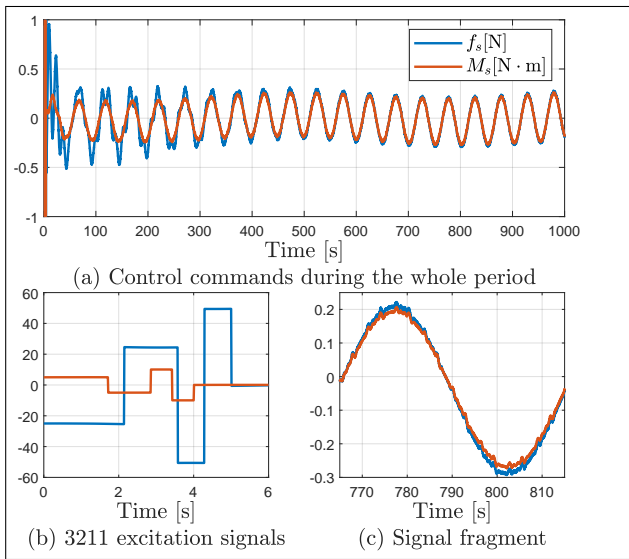 1
0.5
0
-0.5
-1
f_s[N]
M_s[N · m]
0 100 200 300 400 500 600 700 800 900 1000
Time [s]
(a) Control commands during the whole period
60
40
20
0
-20
-40
-60
0 2 4 6
Time [s]
(b) 3211 excitation signals
0.2
0.1
0
-0.1
-0.2
-0.3
770 780 790 800 810
Time [s]
(c) Signal fragment